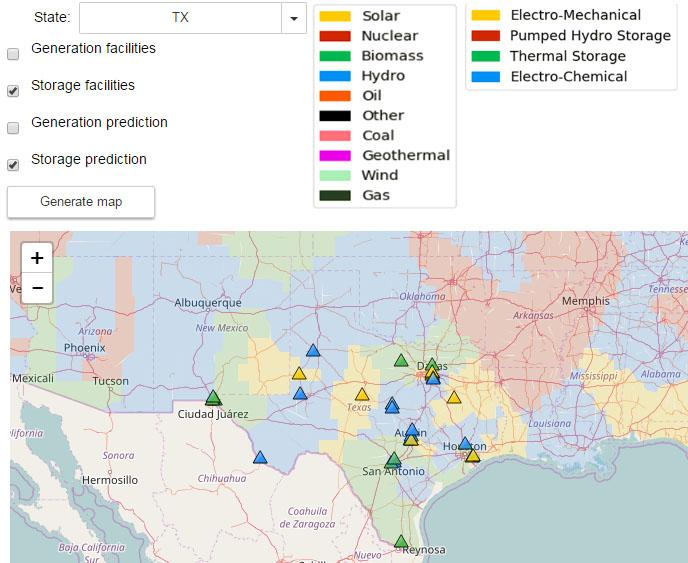 State: TX
Generation facilities
Storage facilities
Generation prediction
Storage prediction
Generate map
Solar
Nuclear
Biomass
Hydro
Oil
Other
Coal
Geothermal
Wind
Gas
Electro-Mechanical
Pumped Hydro Storage
Thermal Storage
Electro-Chemical
+
−
Albuquerque
Oklahoma
Memphis
Tennesse
Arkansas
New Mexico
Arizona
Phoenix
Mexicali
Tucson
Dallas
Mississippi
Alabama
Texas
Ciudad Juárez
Louisiana
lifornia
Austin
Houston
Sonora
San Antonio
Hermosillo
Chihuahua
Coahuila
de Zaragoza
Baja California
Sur
Nuevo
Reynosa